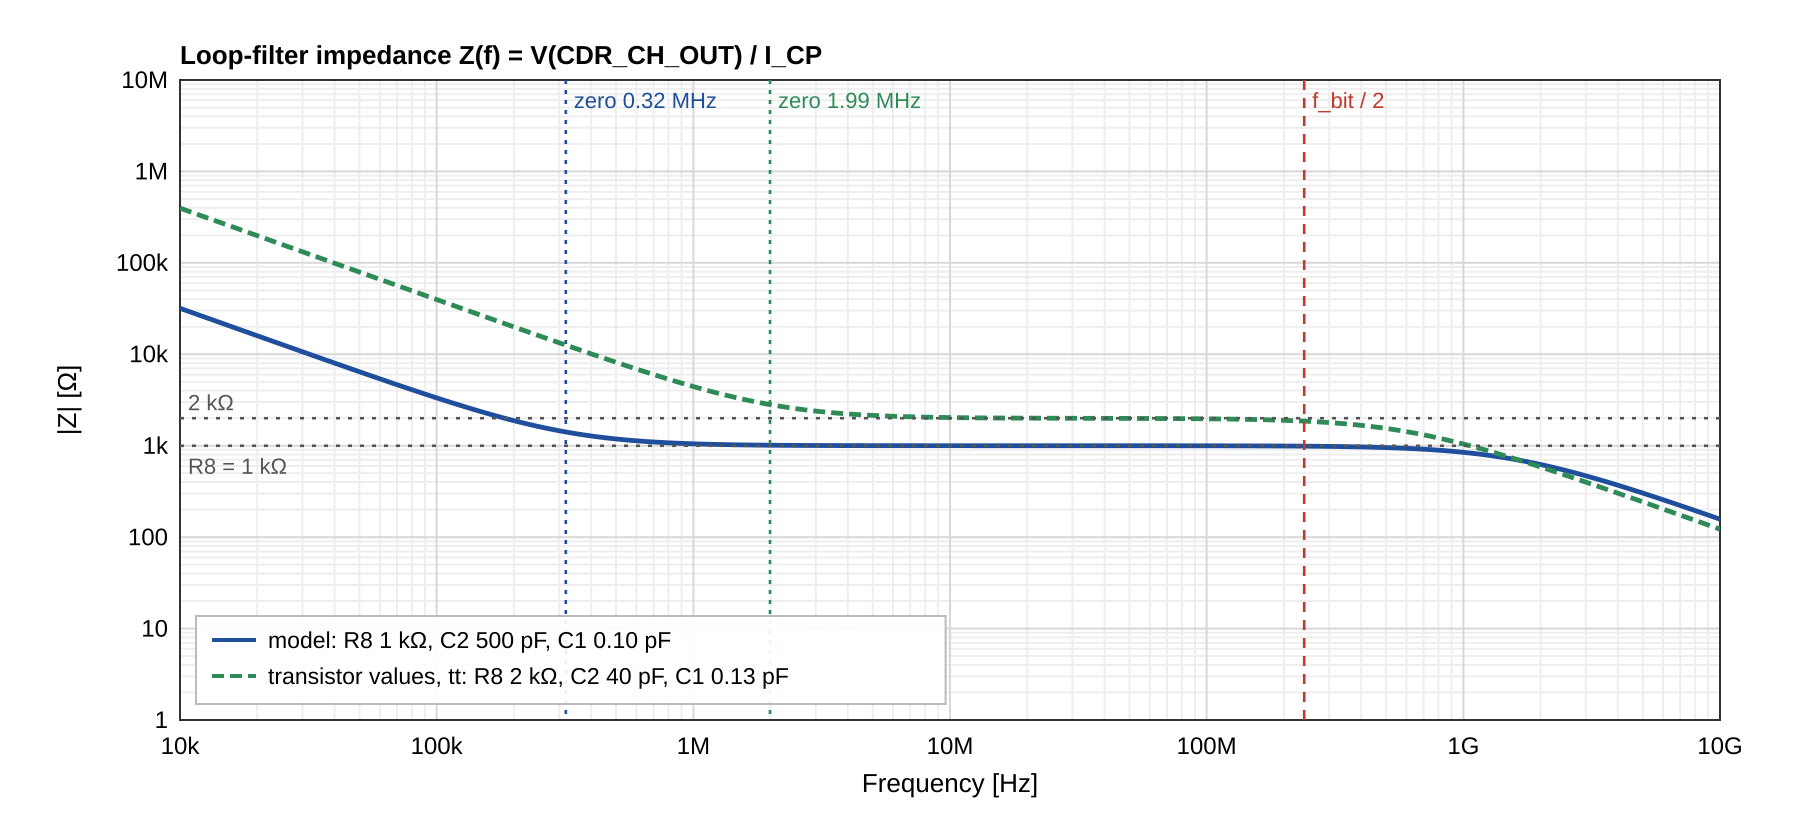 Loop-filter impedance Z(f) = V(CDR_CH_OUT) / I_CP
10M
1M
100k
10k
1k
100
10
1
|Z| [Ω]
zero 0.32 MHz
zero 1.99 MHz
f_bit / 2
2 kΩ
R8 = 1 kΩ
model: R8 1 kΩ, C2 500 pF, C1 0.10 pF
transistor values, tt: R8 2 kΩ, C2 40 pF, C1 0.13 pF
10k 100k 1M 10M 100M 1G 10G
Frequency [Hz]